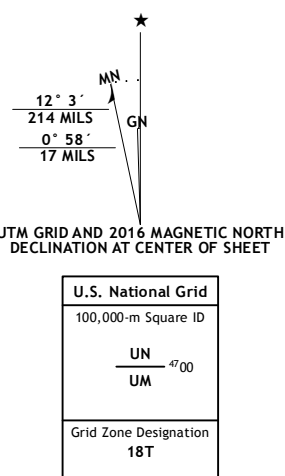 ★
MN
GN
12° 3´
214 MILS
0° 58´
17 MILS
UTM GRID AND 2016 MAGNETIC NORTH
DECLINATION AT CENTER OF SHEET
U.S. National Grid
100,000-m Square ID
UN
4700
UM
Grid Zone Designation
18T